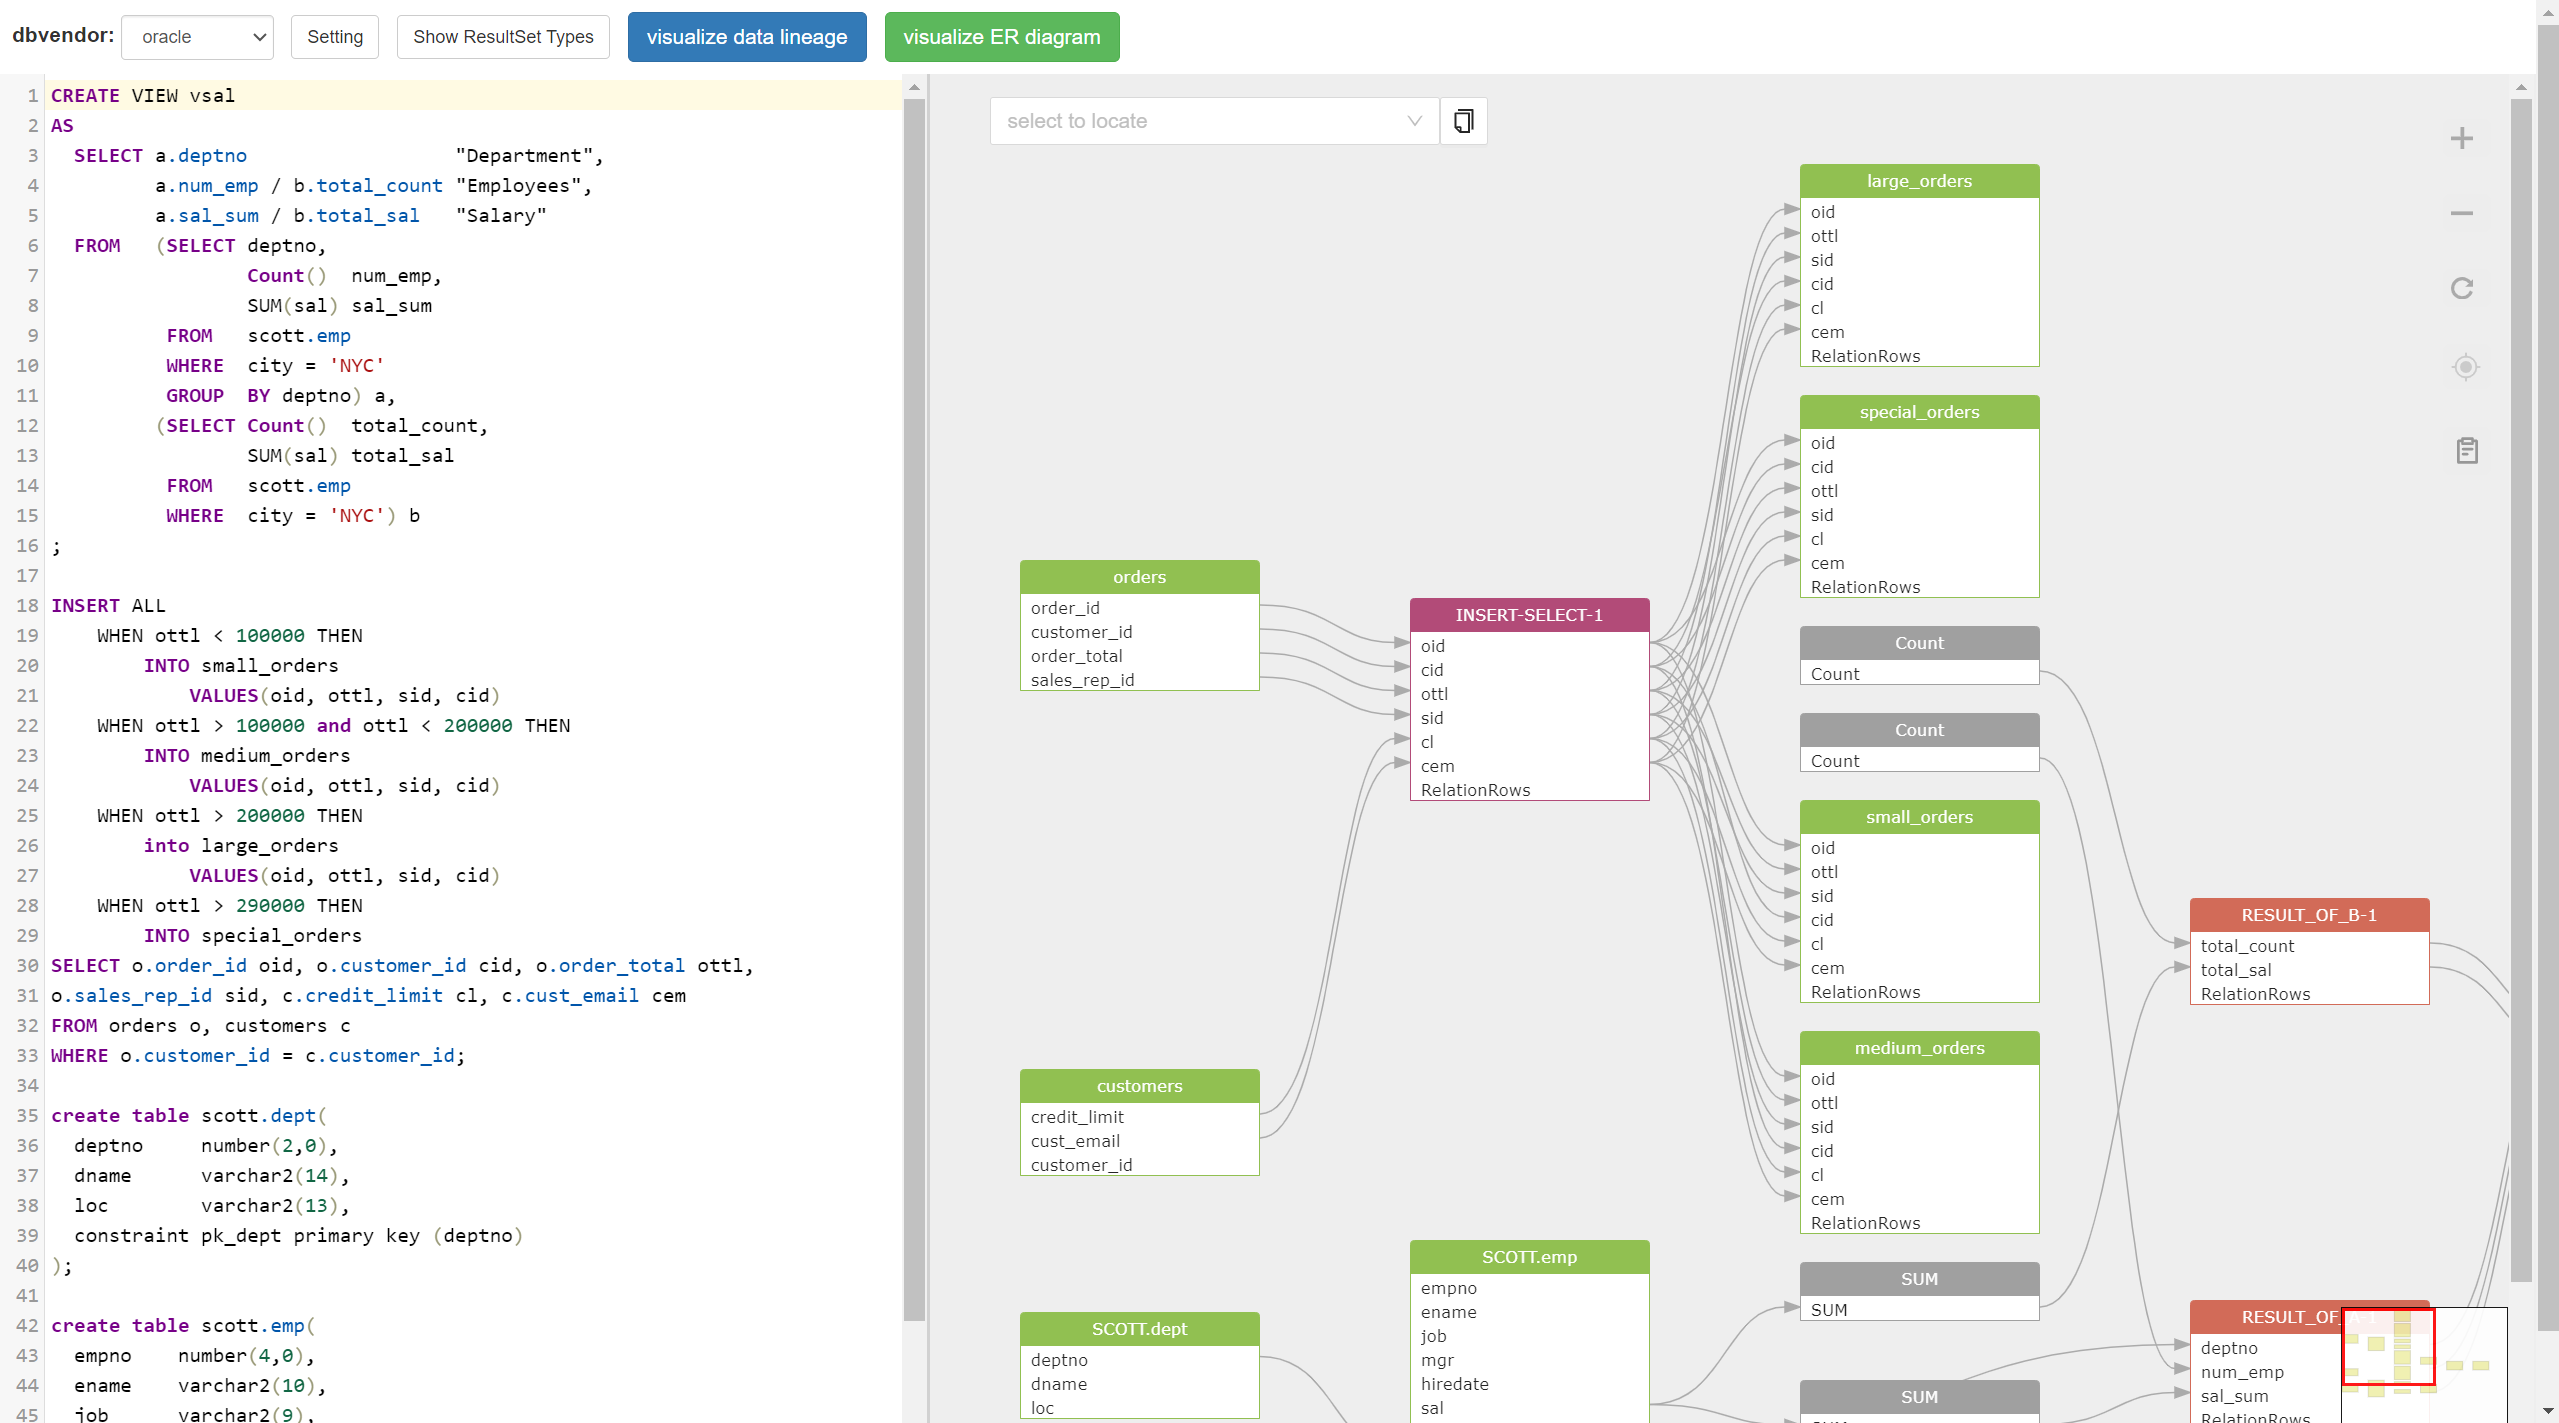 dbvendor: oracle Setting Show ResultSet Types visualize data lineage visualize ER diagram
1 CREATE VIEW vsal
2 AS
3 SELECT a.deptno "Department",
4 a.num_emp / b.total_count "Employees",
5 a.sal_sum / b.total_sal "Salary"
6 FROM (SELECT deptno,
7 Count() num_emp,
8 SUM(sal) sal_sum
9 FROM scott.emp
10 WHERE city = 'NYC'
11 GROUP BY deptno) a,
12 (SELECT Count() total_count,
13 SUM(sal) total_sal
14 FROM scott.emp
15 WHERE city = 'NYC') b
16 ;
17
18 INSERT ALL
19 WHEN ottl < 100000 THEN
20 INTO small_orders
21 VALUES(oid, ottl, sid, cid)
22 WHEN ottl > 100000 and ottl < 200000 THEN
23 INTO medium_orders
24 VALUES(oid, ottl, sid, cid)
25 WHEN ottl > 200000 THEN
26 into large_orders
27 VALUES(oid, ottl, sid, cid)
28 WHEN ottl > 290000 THEN
29 INTO special_orders
30 SELECT o.order_id oid, o.customer_id cid, o.order_total ottl,
31 o.sales_rep_id sid, c.credit_limit cl, c.cust_email cem
32 FROM orders o, customers c
33 WHERE o.customer_id = c.customer_id;
34
35 create table scott.dept(
36 deptno number(2,0),
37 dname varchar2(14),
38 loc varchar2(13),
39 constraint pk_dept primary key (deptno)
40 );
41
42 create table scott.emp(
43 empno number(4,0),
44 ename varchar2(10),
45 job varchar2(9),
select to locate
orders
order_id
customer_id
order_total
sales_rep_id
customers
credit_limit
cust_email
customer_id
SCOTT.dept
deptno
dname
loc
INSERT-SELECT-1
oid
cid
ottl
sid
cl
cem
RelationRows
SCOTT.emp
empno
ename
job
mgr
hiredate
sal
large_orders
oid
ottl
sid
cid
cl
cem
RelationRows
special_orders
oid
cid
ottl
sid
cl
cem
RelationRows
Count
Count
Count
Count
small_orders
oid
ottl
sid
cid
cl
cem
RelationRows
medium_orders
oid
ottl
sid
cid
cl
cem
RelationRows
SUM
SUM
SUM
RESULT_OF_B-1
total_count
total_sal
RelationRows
RESULT_OF_A-1
deptno
num_emp
sal_sum
RelationRows